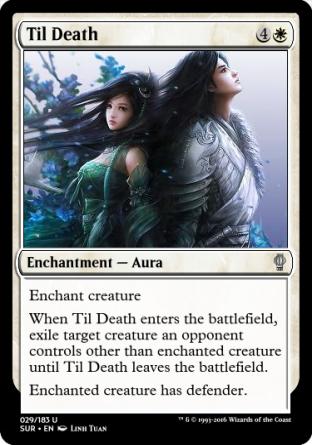 Til Death 4
Enchantment — Aura
Enchant creature
When Til Death enters the battlefield,
exile target creature an opponent
controls other than enchanted creature
until Til Death leaves the battlefield.
Enchanted creature has defender.
029/183 U
SUR • EN Linh Tuan
™ & © 1993-2016 Wizards of the Coast